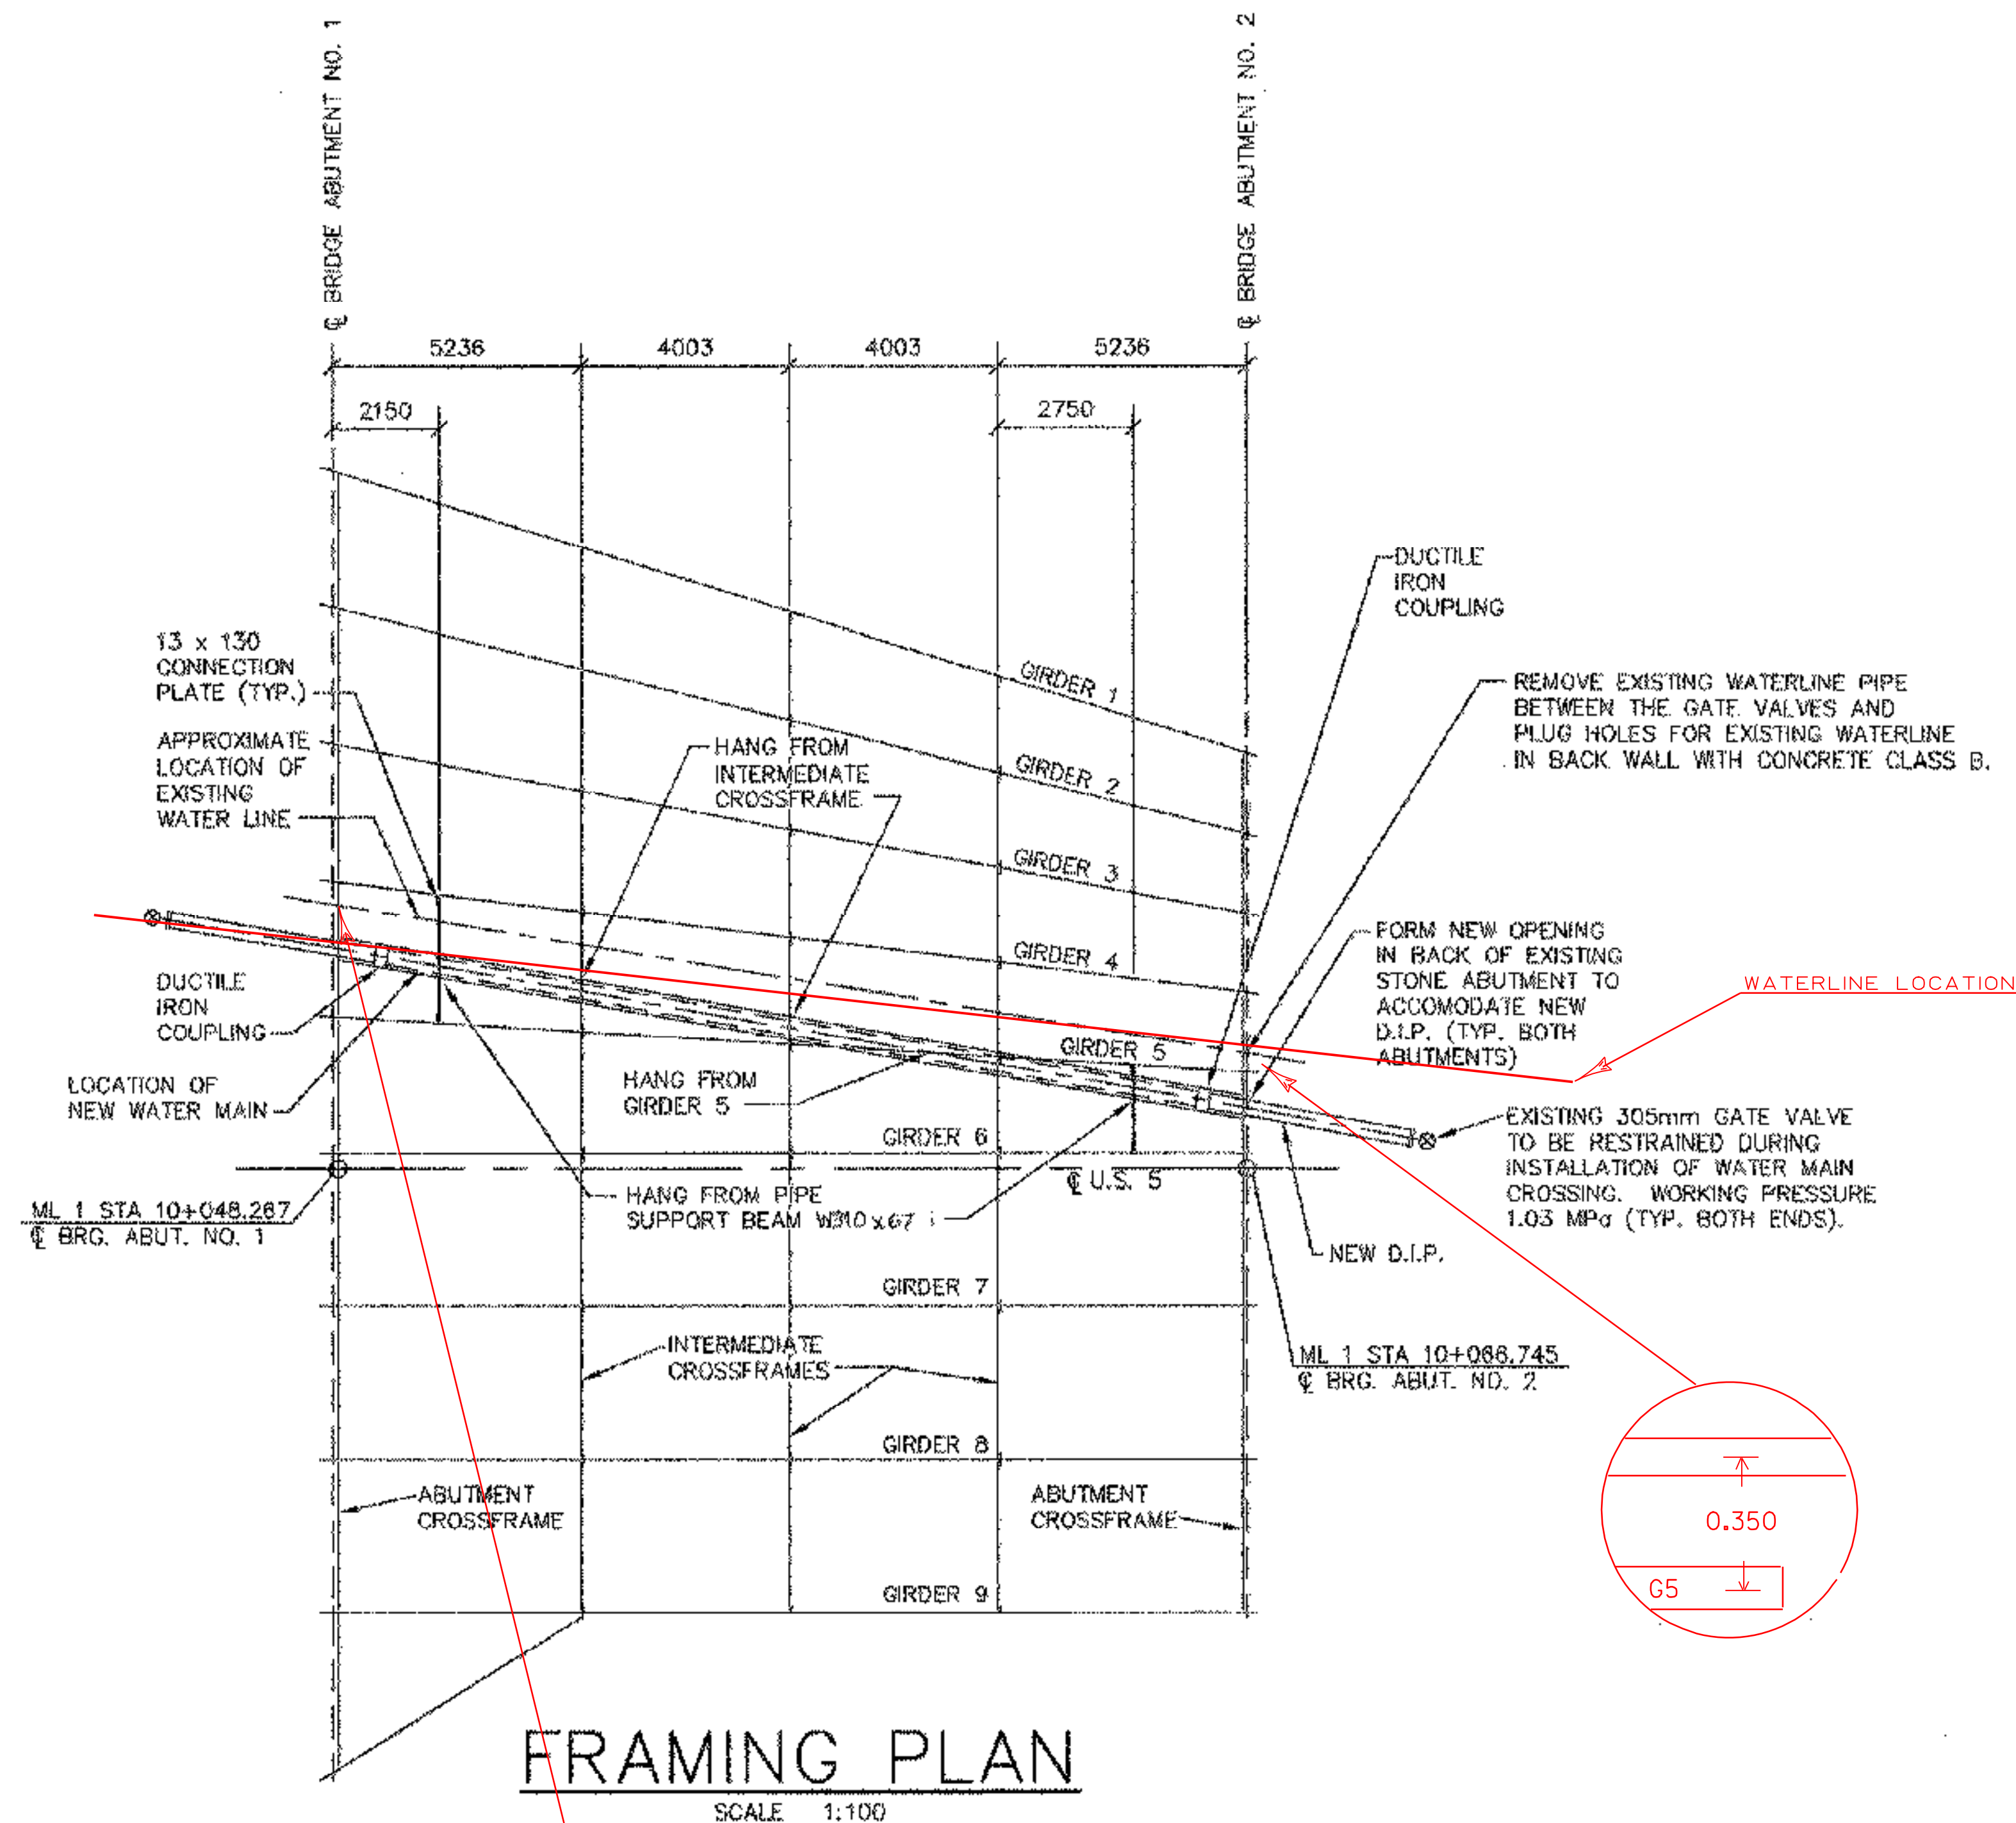 ℄ BRIDGE ABUTMENT NO. 1
℄ BRIDGE ABUTMENT NO. 2
5236
4003
4003
5236
2150
2750
DUCTILE
IRON
COUPLING
13 x 130
CONNECTION
PLATE (TYP.)
GIRDER 1
REMOVE EXISTING WATERLINE PIPE
BETWEEN THE GATE VALVES AND
PLUG HOLES FOR EXISTING WATERLINE
IN BACK WALL WITH CONCRETE CLASS B.
APPROXIMATE
LOCATION OF
EXISTING
WATER LINE
HANG FROM
INTERMEDIATE
CROSSFRAME
GIRDER 2
GIRDER 3
GIRDER 4
FORM NEW OPENING
IN BACK OF EXISTING
STONE ABUTMENT TO
ACCOMODATE NEW
D.I.P. (TYP. BOTH
ABUTMENTS)
WATERLINE LOCATION
DUCTILE
IRON
COUPLING
GIRDER 5
LOCATION OF
NEW WATER MAIN
HANG FROM
GIRDER 5
GIRDER 6
EXISTING 305mm GATE VALVE
TO BE RESTRAINED DURING
INSTALLATION OF WATER MAIN
CROSSING. WORKING PRESSURE
1.03 MPa (TYP. BOTH ENDS).
℄ U.S. 5
HANG FROM PIPE
SUPPORT BEAM W310x67
ML 1 STA 10+048.267
℄ BRG. ABUT. NO. 1
NEW D.I.P.
GIRDER 7
INTERMEDIATE
CROSSFRAMES
ML 1 STA 10+066.745
℄ BRG. ABUT. NO. 2
GIRDER 8
ABUTMENT
CROSSFRAME
ABUTMENT
CROSSFRAME
0.350
G5
GIRDER 9
FRAMING PLAN
SCALE 1:100